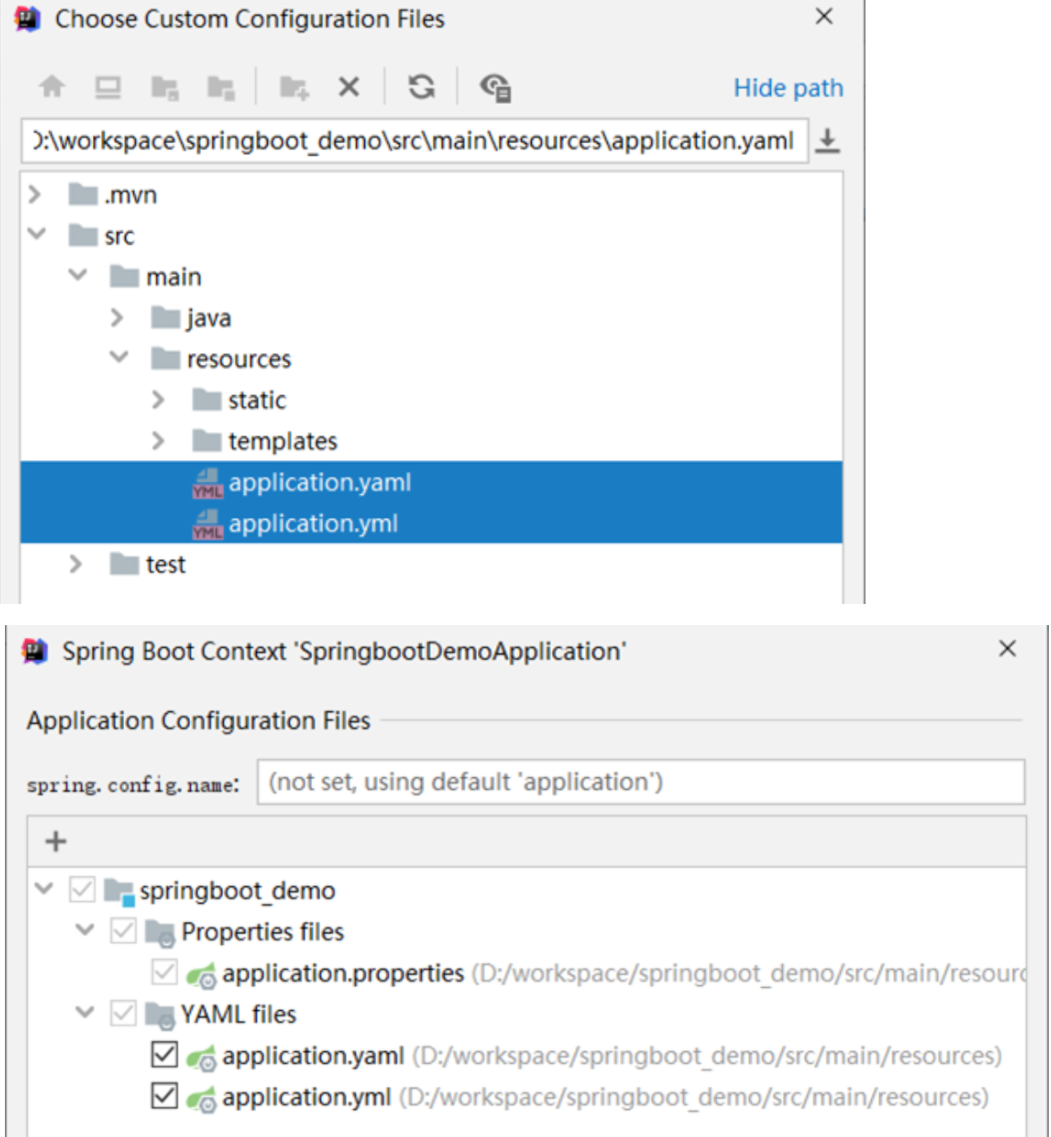 Choose Custom Configuration Files
Hide path
):\workspace\springboot_demo\src\main\resources\application.yaml
.mvn
src
main
java
resources
static
templates
YML application.yaml
YML application.yml
test
Spring Boot Context 'SpringbootDemoApplication'
Application Configuration Files
spring.config.name: (not set, using default 'application')
springboot_demo
Properties files
application.properties (D:/workspace/springboot_demo/src/main/resourc
YAML files
application.yaml (D:/workspace/springboot_demo/src/main/resources)
application.yml (D:/workspace/springboot_demo/src/main/resources)